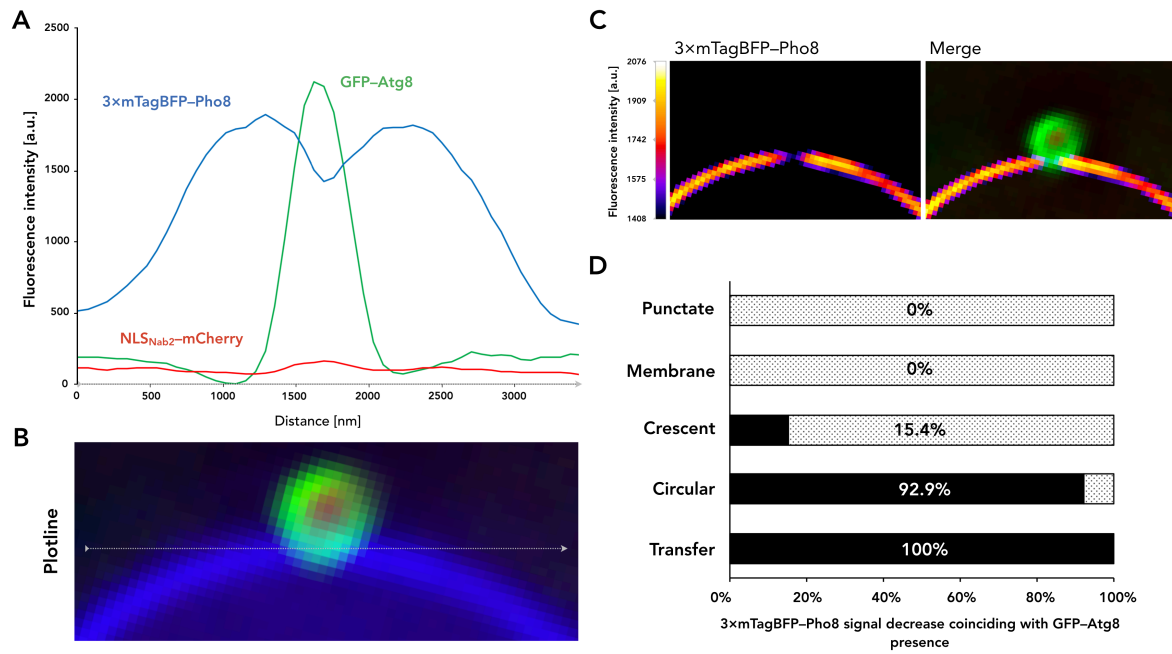 A
Fluorescence intensity [a.u.]
2500
2000
1500
1000
500
0
3×mTagBFP–Pho8
GFP–Atg8
NLSNab2–mCherry
0 500 1000 1500 2000 2500 3000
Distance [nm]
B
Plotline
C
3×mTagBFP–Pho8 Merge
Fluorescence intensity [a.u.]
2076
1909
1742
1575
1408
D
Punctate 0%
Membrane 0%
Crescent 15.4%
Circular 92.9%
Transfer 100%
0% 20% 40% 60% 80% 100%
3×mTagBFP–Pho8 signal decrease coinciding with GFP–Atg8
presence